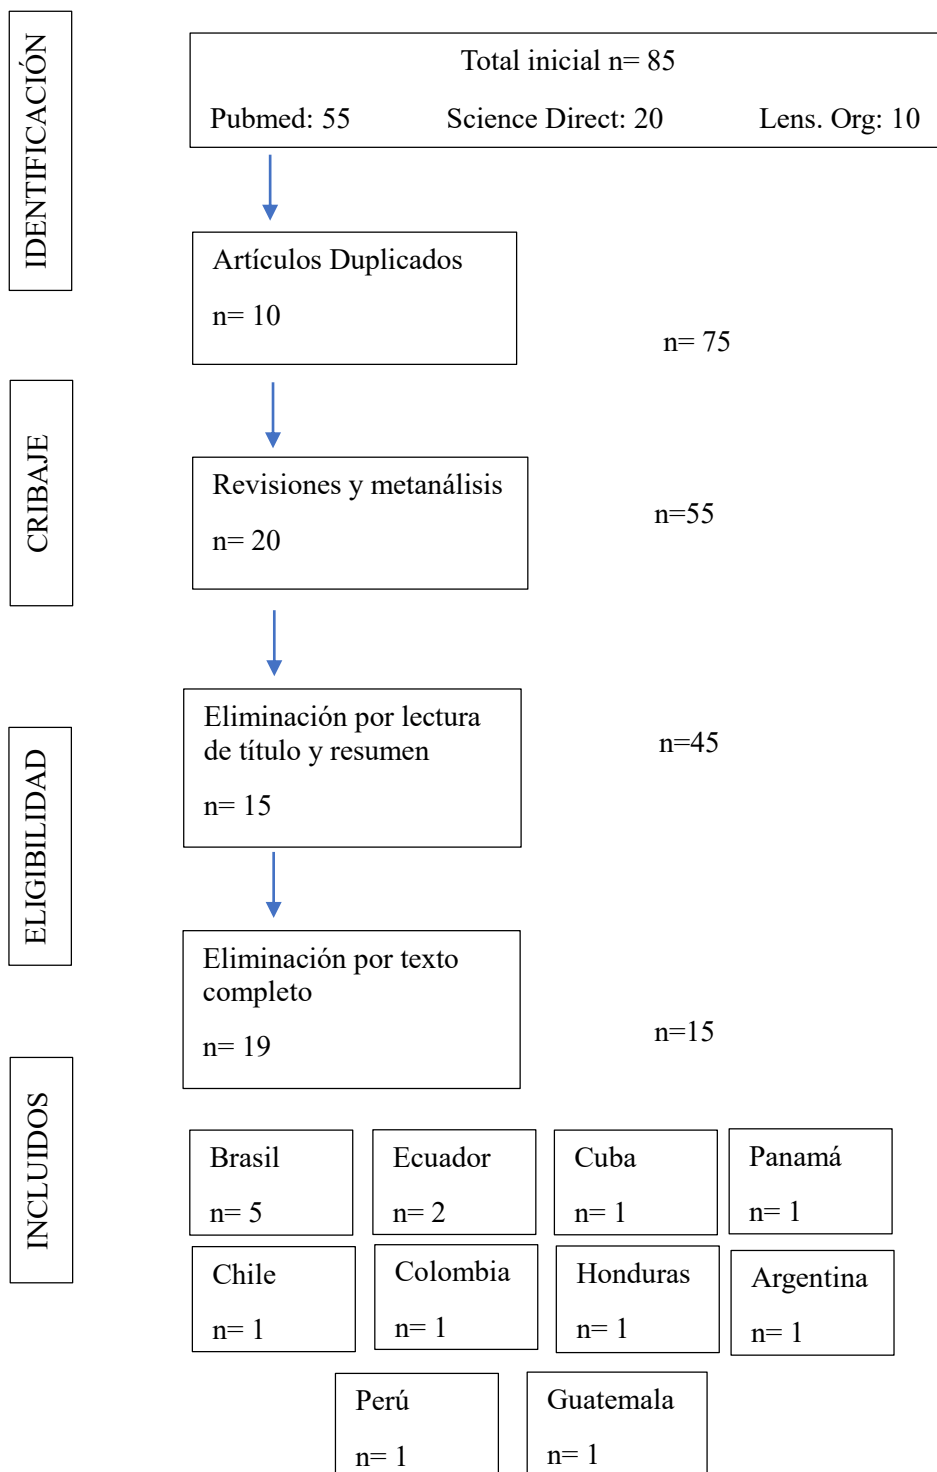 IDENTIFICACIÓN
Total inicial n= 85
Pubmed: 55 Science Direct: 20 Lens. Org: 10
Artículos Duplicados
n= 10
n= 75
CRIBAJE
Revisiones y metanálisis
n= 20
n=55
ELIGIBILIDAD
Eliminación por lectura
de título y resumen
n= 15
n=45
Eliminación por texto
completo
n= 19
n=15
INCLUIDOS
Brasil
n= 5
Ecuador
n= 2
Cuba
n= 1
Panamá
n= 1
Chile
n= 1
Colombia
n= 1
Honduras
n= 1
Argentina
n= 1
Perú
n= 1
Guatemala
n= 1